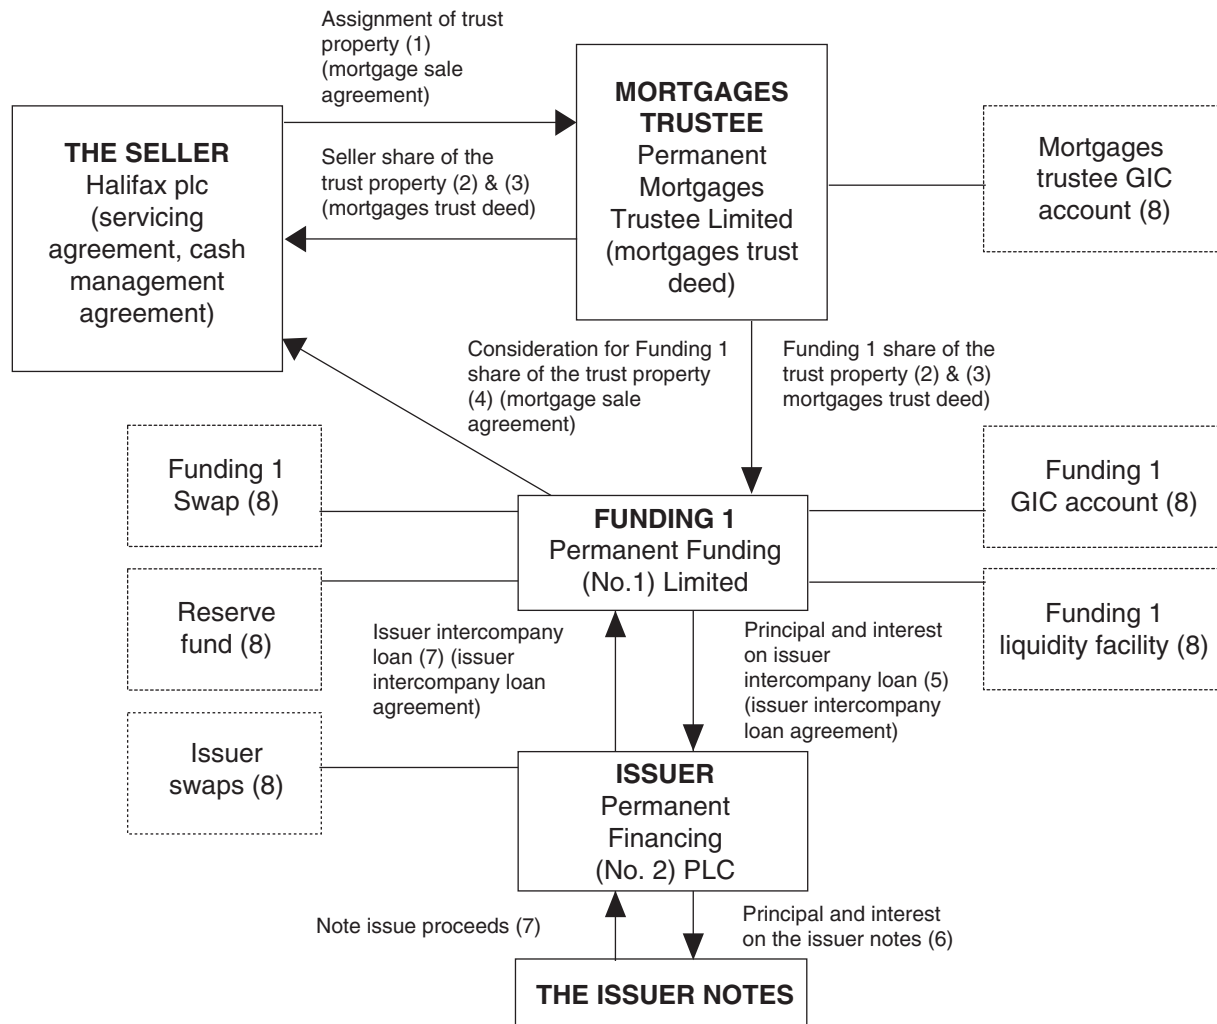 Assignment of trust
property (1)
(mortgage sale
agreement)
MORTGAGES
TRUSTEE
Permanent
Mortgages
Trustee Limited
(mortgages trust
deed)
THE SELLER
Halifax plc
(servicing
agreement, cash
management
agreement)
Seller share of the
trust property (2) & (3)
(mortgages trust deed)
Mortgages
trustee GIC
account (8)
Consideration for Funding 1
share of the trust property
(4) (mortgage sale
agreement)
Funding 1 share of the
trust property (2) & (3)
mortgages trust deed)
Funding 1
Swap (8)
FUNDING 1
Permanent Funding
(No.1) Limited
Funding 1
GIC account (8)
Reserve
fund (8)
Issuer intercompany
loan (7) (issuer
intercompany loan
agreement)
Principal and interest
on issuer
intercompany loan (5)
(issuer intercompany
loan agreement)
Funding 1
liquidity facility (8)
Issuer
swaps (8)
ISSUER
Permanent
Financing
(No. 2) PLC
Note issue proceeds (7)
Principal and interest
on the issuer notes (6)
THE ISSUER NOTES